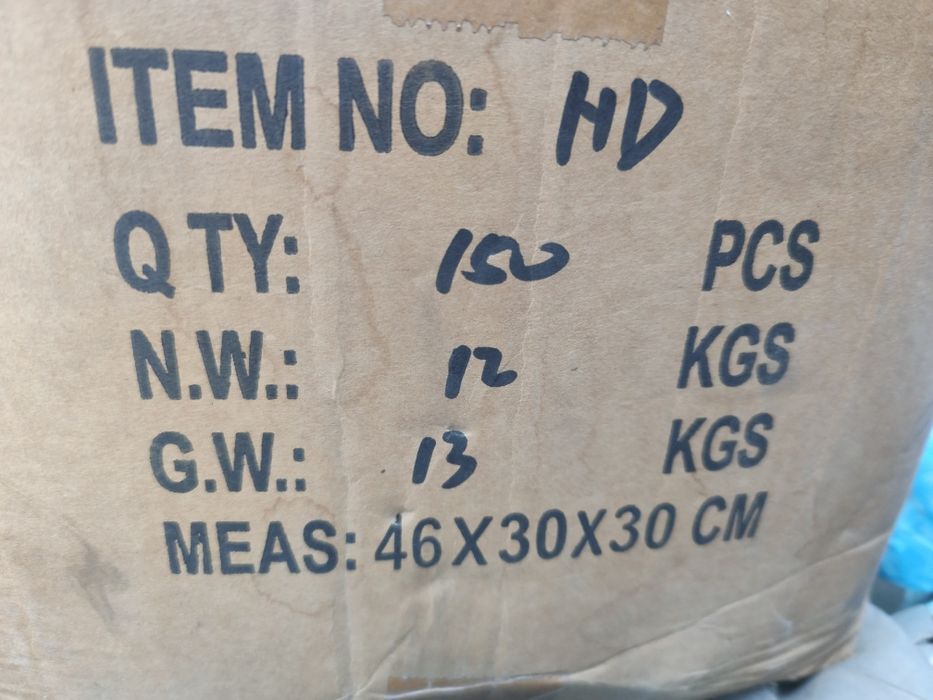 ITEM NO: HD
Q TY: 150 PCS
N.W.: 12 KGS
G.W.: 13 KGS
MEAS: 46X30X30 CM